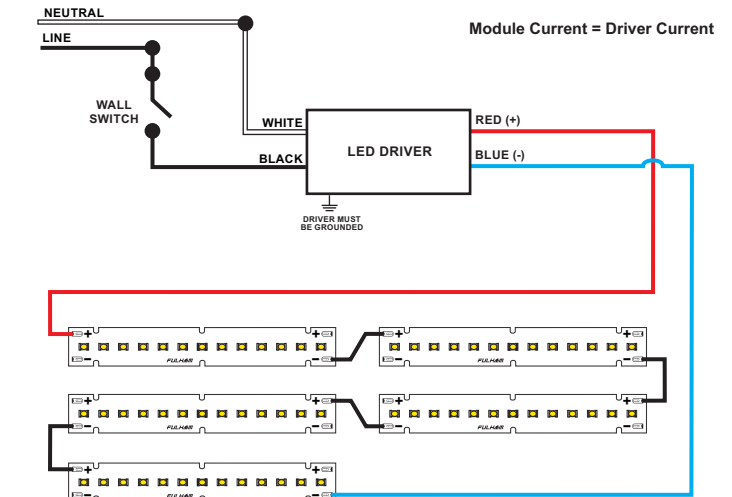 NEUTRAL
Module Current = Driver Current
LINE
WALL
SWITCH
WHITE
RED (+)
BLACK
LED DRIVER
BLUE (-)
DRIVER MUST
BE GROUNDED
+ + + +
- FULHAM - - FULHAM -
+ + + +
- FULHAM - - FULHAM -
+ +
- FULHAM -